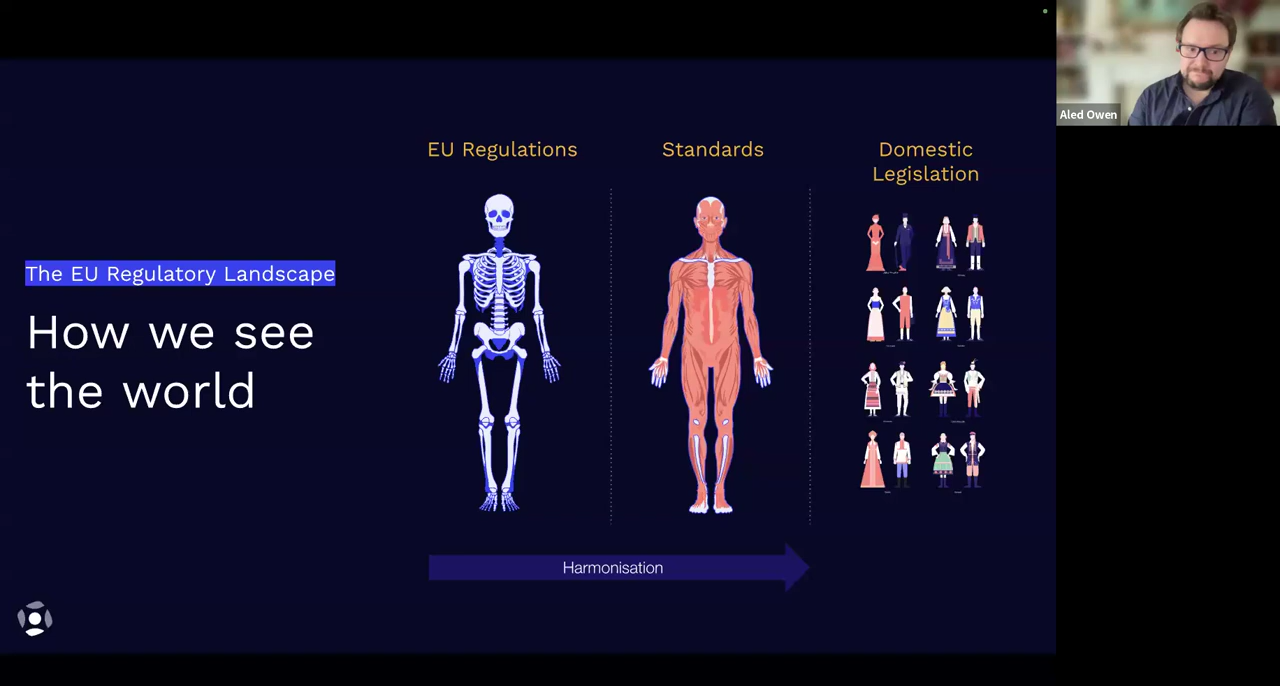 Aled Owen
EU Regulations
Standards
Domestic
Legislation
The EU Regulatory Landscape
How we see
the world
Harmonisation